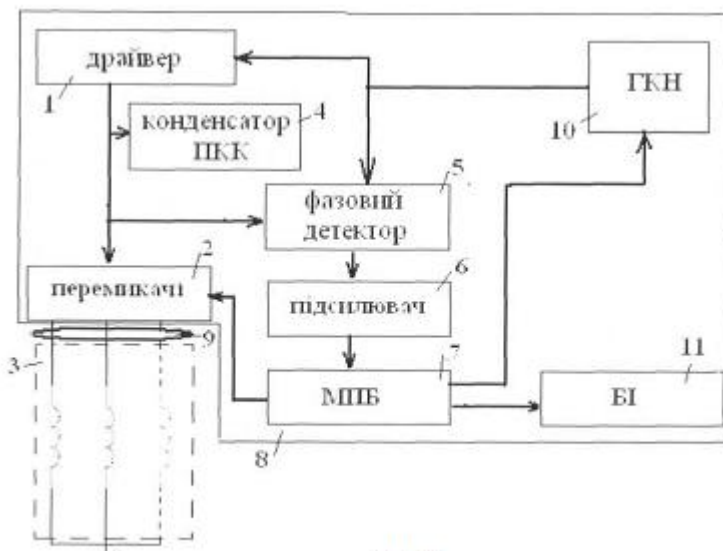 драйвер
1
ГКН
10
конденсатор
ПКК
4
5
фазовий
детектор
2
перемикачі
6
підсилювач
9
3
7
МПБ
11
БІ
8